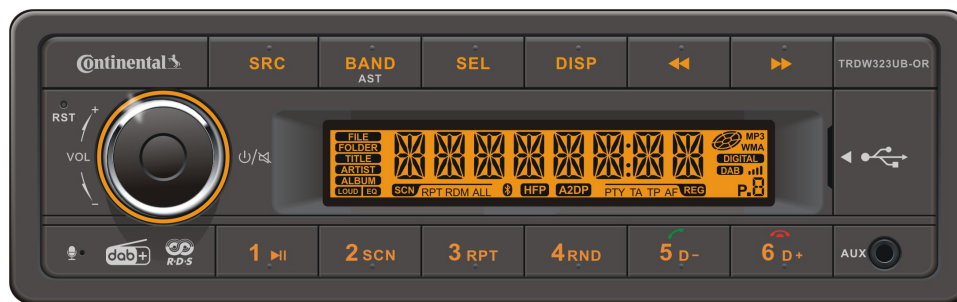 Continental
SRC
BAND
AST
SEL
DISP
TRDW323UB-OR
RST
VOL
FILE
FOLDER
TITLE
ARTIST
ALBUM
LOUD EQ
MP3
WMA
DIGITAL
DAB
SCN RPT RDM ALL HFP A2DP PTY TA TP AF REG P.8
dab+
R·D·S
1
2 SCN
3 RPT
4 RND
5 D-
6 D+
AUX